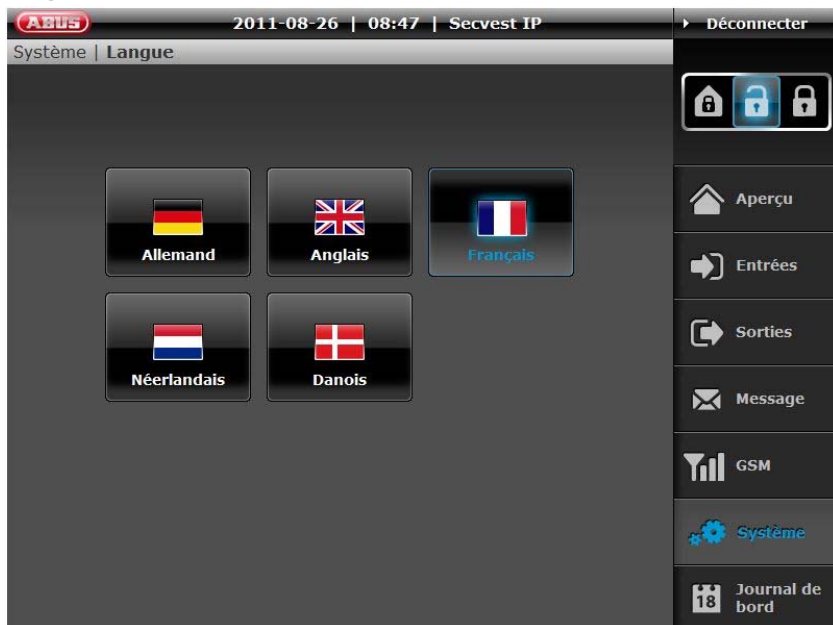 ABUS 2011-08-26 | 08:47 | Secvest IP Déconnecter
Système | Langue
Allemand Anglais Français
Néerlandais Danois
Aperçu
Entrées
Sorties
Message
GSM
Système
18 Journal de
bord